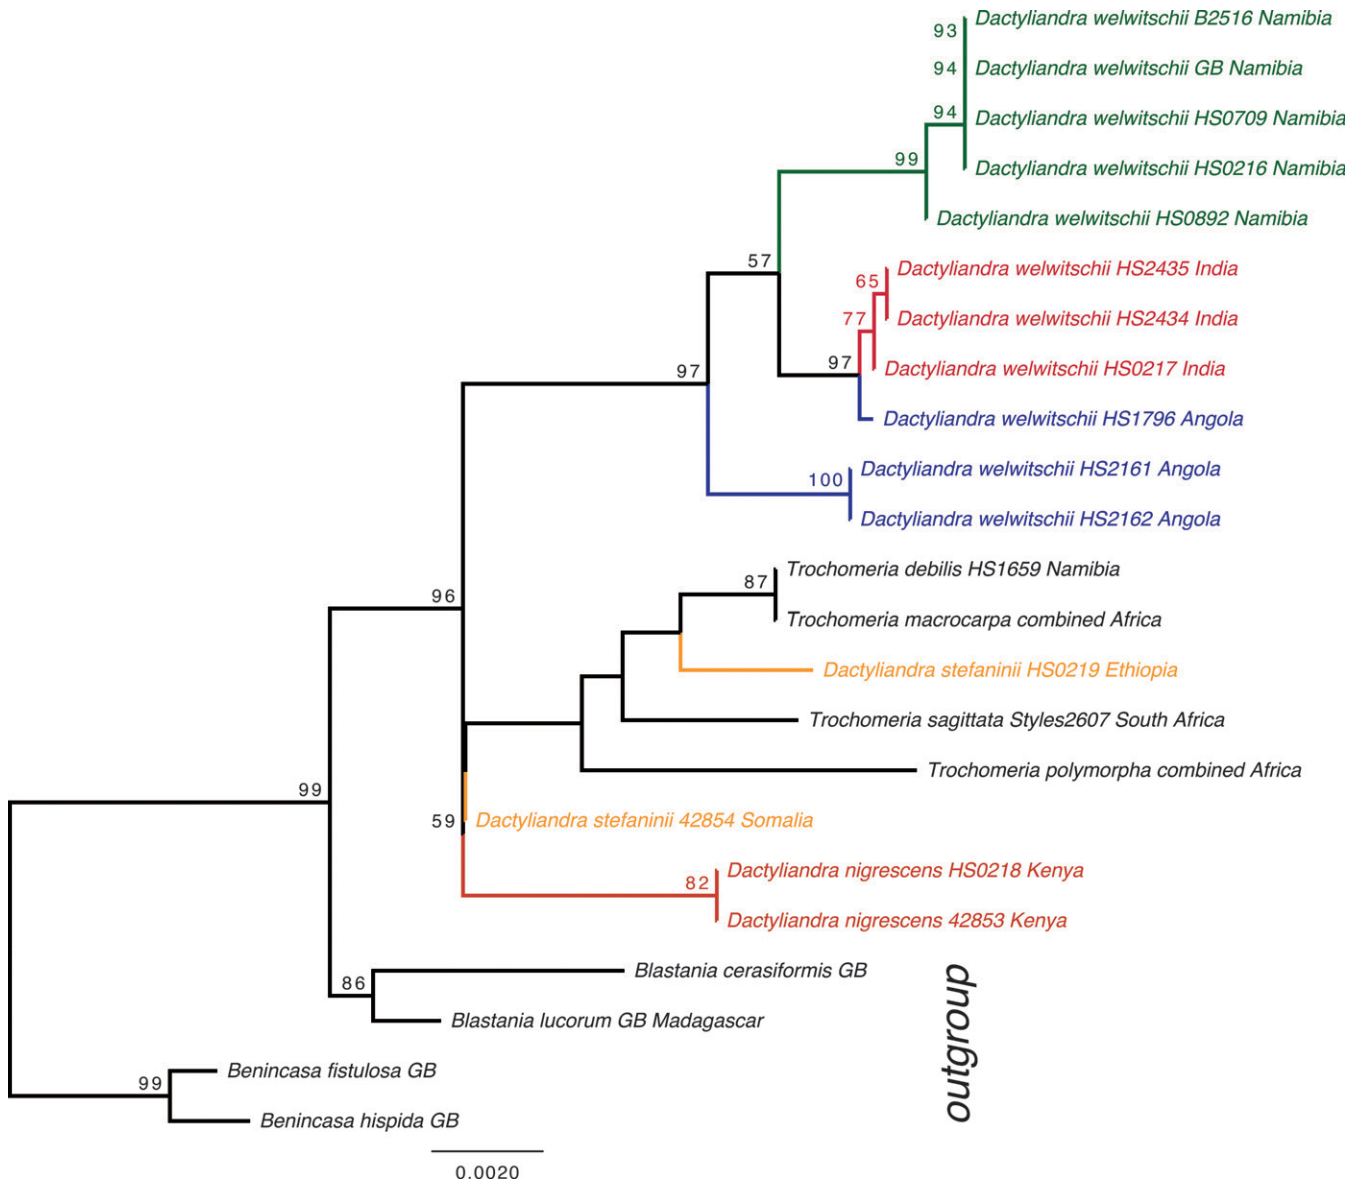 Dactyliandra welwitschii B2516 Namibia
93
94
Dactyliandra welwitschii GB Namibia
94
Dactyliandra welwitschii HS0709 Namibia
99
Dactyliandra welwitschii HS0216 Namibia
Dactyliandra welwitschii HS0892 Namibia
57
Dactyliandra welwitschii HS2435 India
65
77
Dactyliandra welwitschii HS2434 India
97
97
Dactyliandra welwitschii HS0217 India
Dactyliandra welwitschii HS1796 Angola
100
Dactyliandra welwitschii HS2161 Angola
Dactyliandra welwitschii HS2162 Angola
Trochomeria debilis HS1659 Namibia
87
96
Trochomeria macrocarpa combined Africa
Dactyliandra stefaninii HS0219 Ethiopia
Trochomeria sagittata Styles2607 South Africa
Trochomeria polymorpha combined Africa
99
59
Dactyliandra stefaninii 42854 Somalia
Dactyliandra nigrescens HS0218 Kenya
82
Dactyliandra nigrescens 42853 Kenya
Blastania cerasiformis GB
86
Blastania lucorum GB Madagascar
outgroup
Benincasa fistulosa GB
99
Benincasa hispida GB
0.0020